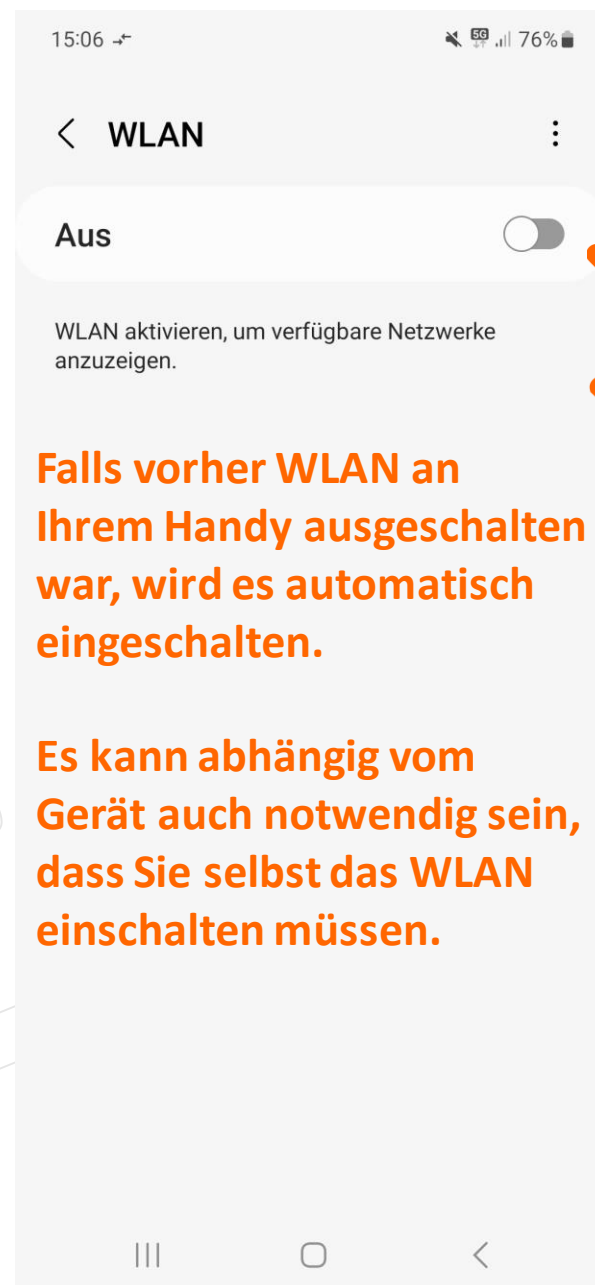 15:06 5G 76%
WLAN
Aus
WLAN aktivieren, um verfügbare Netzwerke
anzuzeigen.
Falls vorher WLAN an
Ihrem Handy ausgeschalten
war, wird es automatisch
eingeschalten.
Es kann abhängig vom
Gerät auch notwendig sein,
dass Sie selbst das WLAN
einschalten müssen.